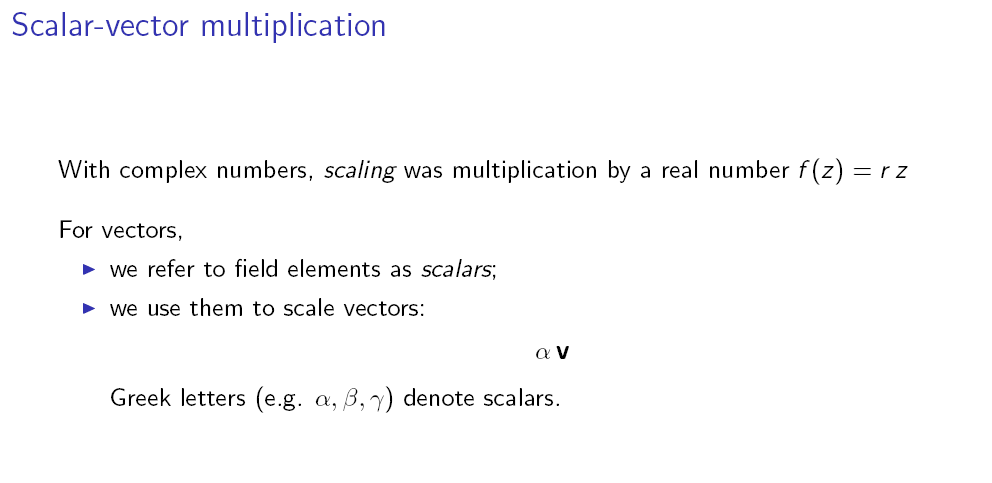 Scalar-vector multiplication
With complex numbers, scaling was multiplication by a real number f(z) = r z
For vectors,
▶ we refer to field elements as scalars;
▶ we use them to scale vectors:
α v
Greek letters (e.g. α, β, γ) denote scalars.